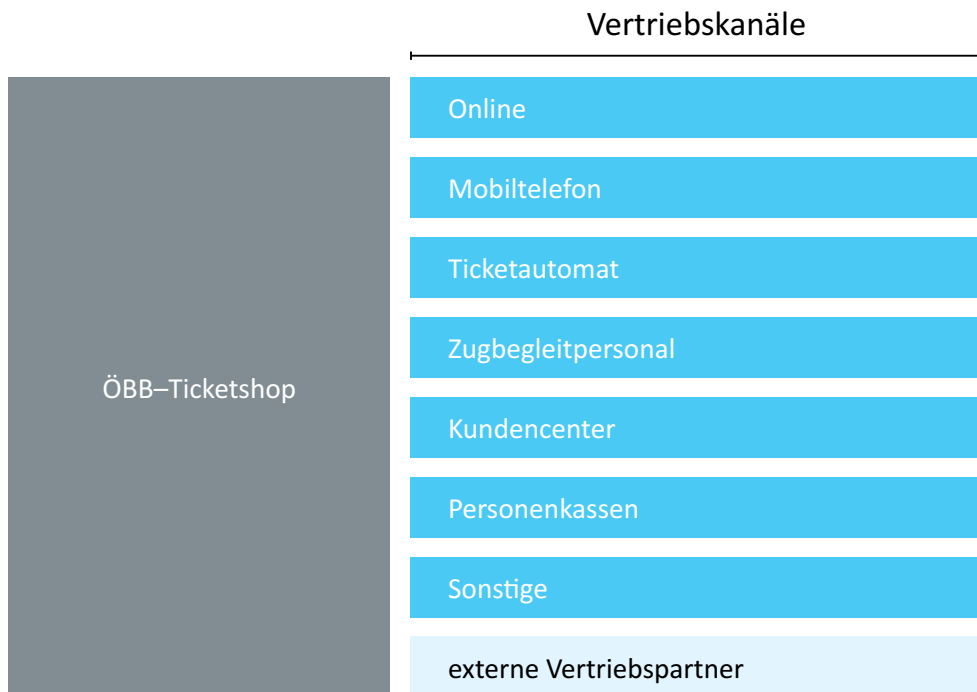 Vertriebskanäle
ÖBB–Ticketshop
Online
Mobiltelefon
Ticketautomat
Zugbegleitpersonal
Kundencenter
Personenkassen
Sonstige
externe Vertriebspartner